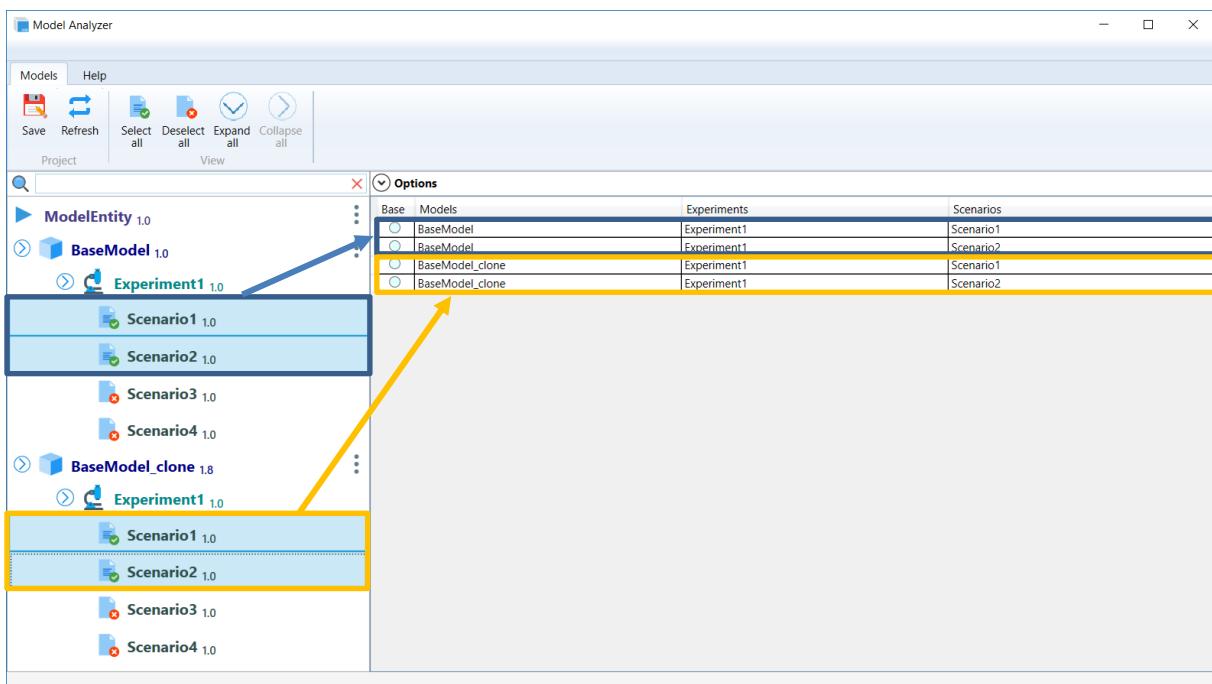 Model Analyzer
Models Help
Save Refresh Select all Deselect all Expand all Collapse all
Project View
Options
ModelEntity 1.0
BaseModel 1.0
Experiment1 1.0
Scenario1 1.0
Scenario2 1.0
Scenario3 1.0
Scenario4 1.0
BaseModel_clone 1.8
Experiment1 1.0
Scenario1 1.0
Scenario2 1.0
Scenario3 1.0
Scenario4 1.0
Base Models Experiments Scenarios
BaseModel Experiment1 Scenario1
BaseModel Experiment1 Scenario2
BaseModel_clone Experiment1 Scenario1
BaseModel_clone Experiment1 Scenario2